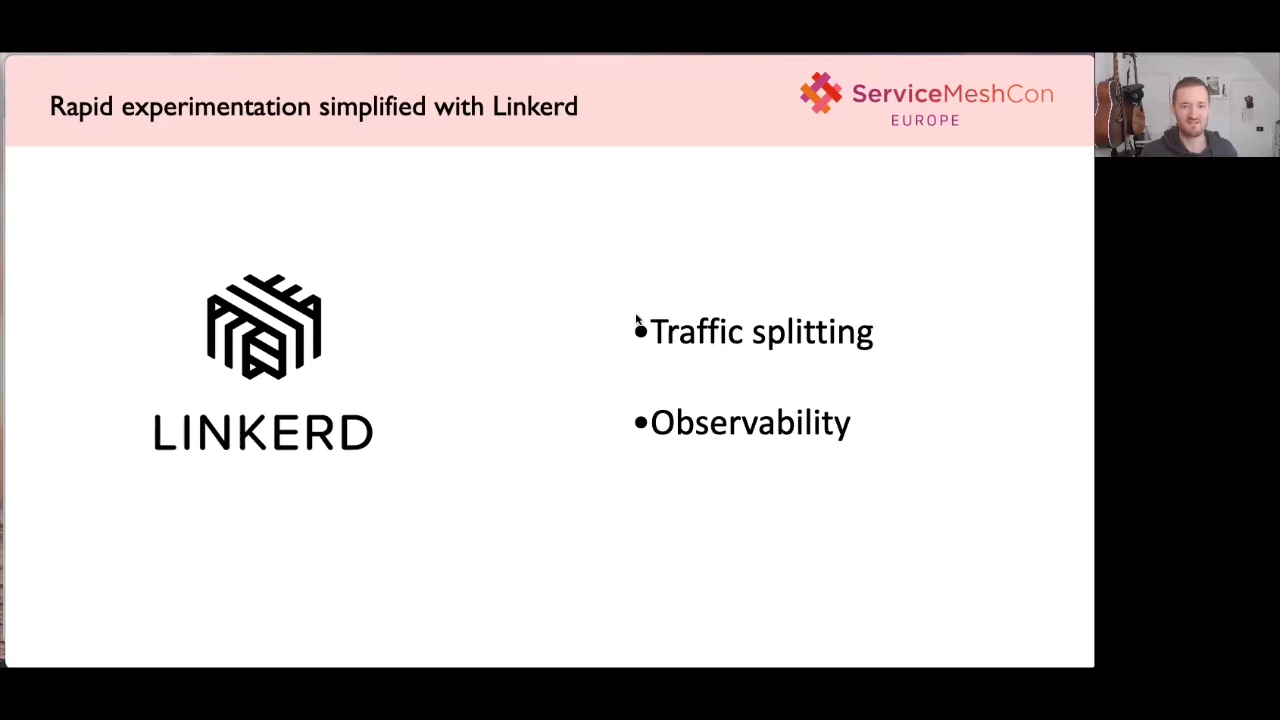 Rapid experimentation simplified with Linkerd
ServiceMeshCon
EUROPE
•Traffic splitting
•Observability
LINKERD